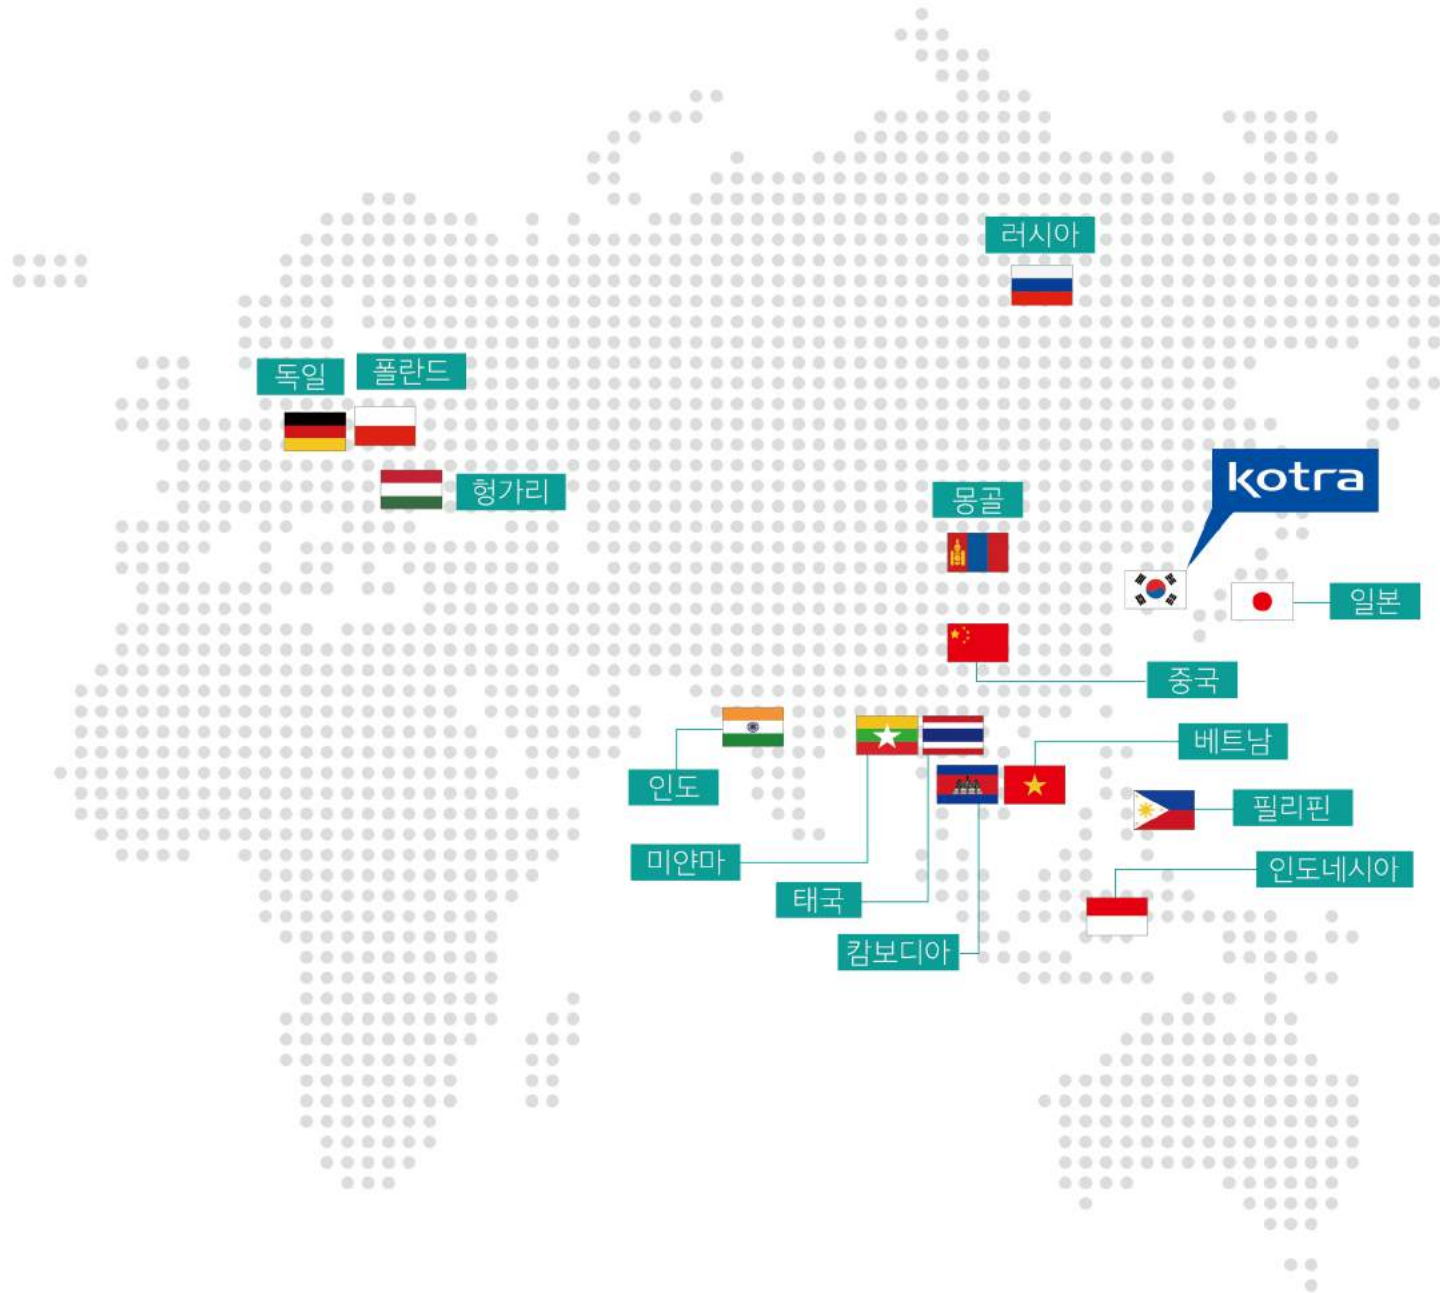 러시아
독일
폴란드
헝가리
몽골
kotra
일본
중국
인도
베트남
필리핀
미얀마
인도네시아
태국
캄보디아